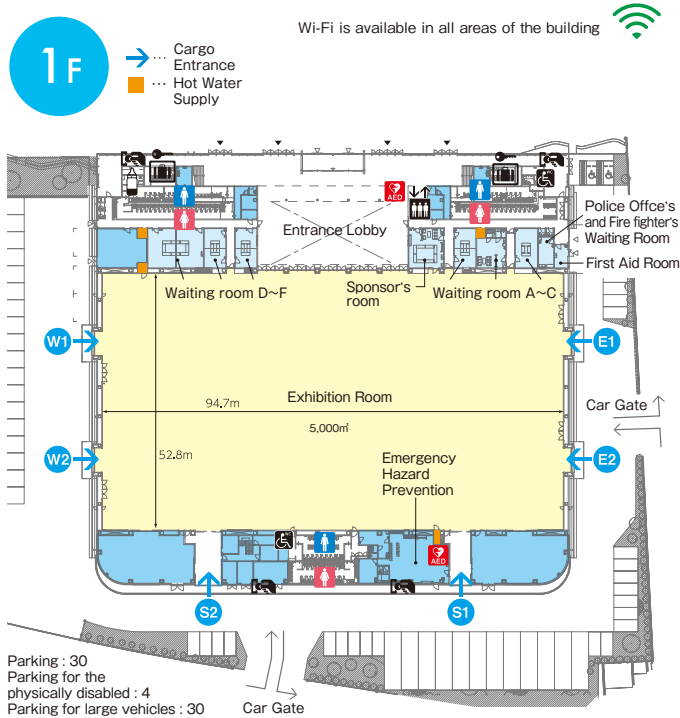 Wi-Fi is available in all areas of the building
1F
… Cargo
Entrance
… Hot Water
Supply
AED
Police Offce's
and Fire fighter's
Waiting Room
First Aid Room
Entrance Lobby
Waiting room D~F
Sponsor's
room
Waiting room A~C
W1
E1
94.7m
Exhibition Room
5,000㎡
Car Gate
52.8m
W2
E2
Emergency
Hazard
Prevention
AED
S2
S1
Parking : 30
Parking for the
physically disabled : 4
Parking for large vehicles : 30
Car Gate